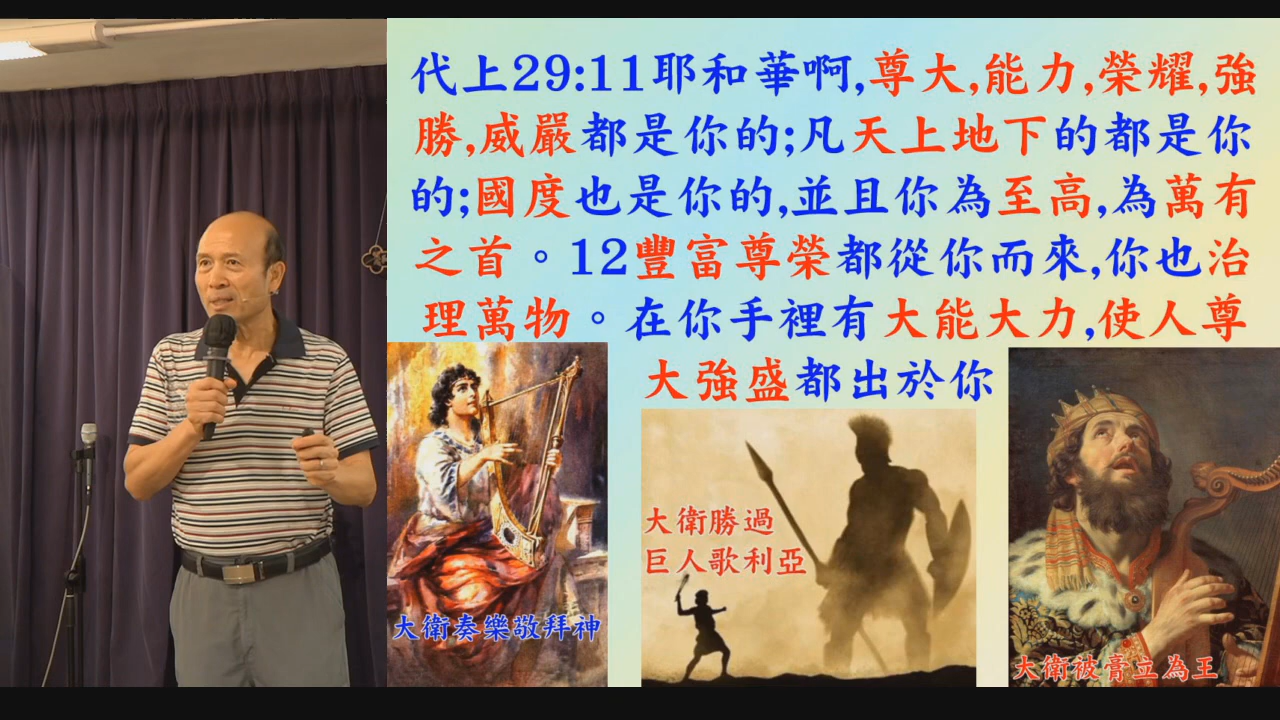 代上29:11耶和華啊,尊大,能力,榮耀,強
勝,威嚴都是你的;凡天上地下的都是你
的;國度也是你的,並且你為至高,為萬有
之首。12豐富尊榮都從你而來,你也治
理萬物。在你手裡有大能大力,使人尊
大強盛都出於你
大衛奏樂敬拜神
大衛勝過
巨人歌利亞
大衛被膏立為王